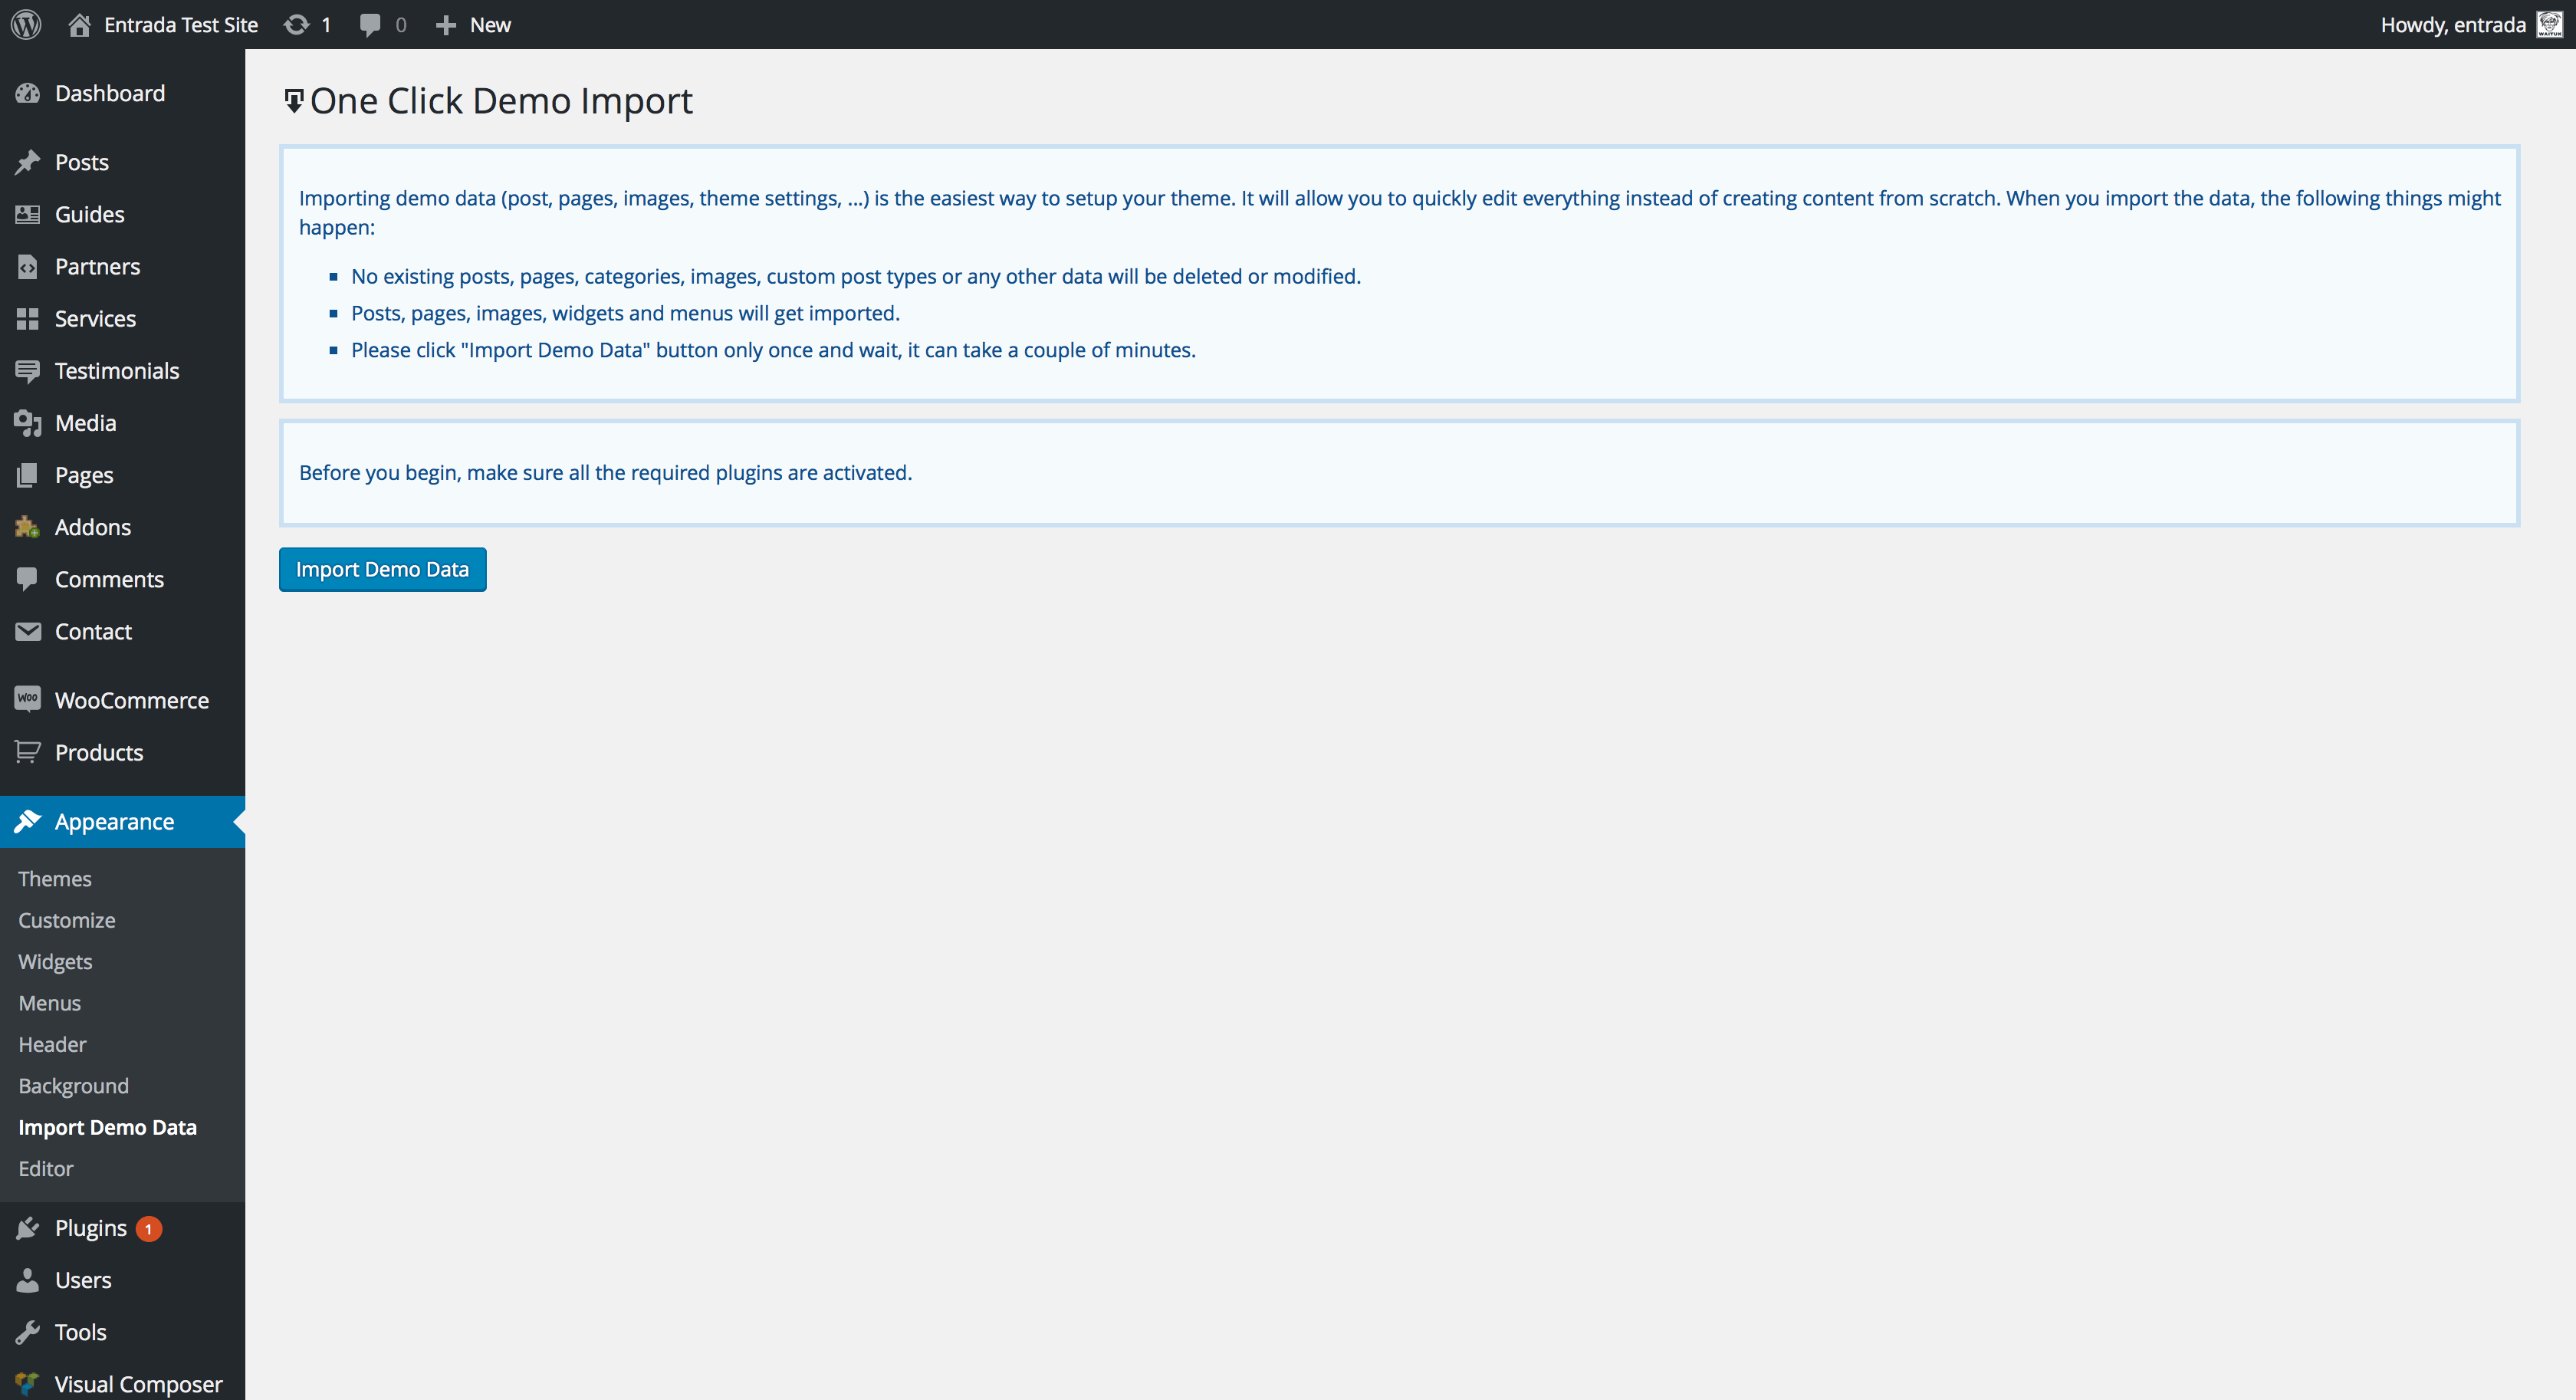 Entrada Test Site 1 0 New Howdy, entrada
Dashboard
Posts
Guides
Partners
Services
Testimonials
Media
Pages
Addons
Comments
Contact
WooCommerce
Products
Appearance
Themes
Customize
Widgets
Menus
Header
Background
Import Demo Data
Editor
Plugins 1
Users
Tools
Visual Composer
One Click Demo Import
Importing demo data (post, pages, images, theme settings, ...) is the easiest way to setup your theme. It will allow you to quickly edit everything instead of creating content from scratch. When you import the data, the following things might
happen:
No existing posts, pages, categories, images, custom post types or any other data will be deleted or modified.
Posts, pages, images, widgets and menus will get imported.
Please click "Import Demo Data" button only once and wait, it can take a couple of minutes.
Before you begin, make sure all the required plugins are activated.
Import Demo Data